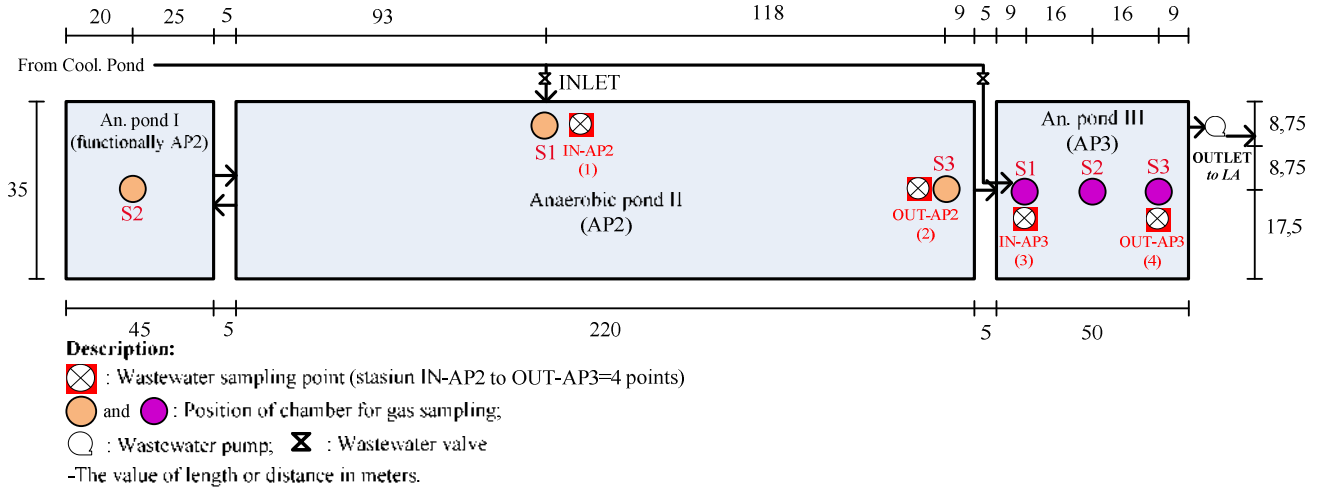 20 25 5 93 118 9 5 9 16 16 9
From Cool. Pond
INLET
An. pond I
(functionally AP2)
S2
S1 IN-AP2
(1)
Anaerobic pond II
(AP2)
S3
OUT-AP2
(2)
An. pond III
(AP3)
S1 S2 S3
IN-AP3
(3)
OUT-AP3
(4)
OUTLET
to LA
35
8,75
8,75
17,5
45 5 220 5 50
Description:
: Wastewater sampling point (stasiun IN-AP2 to OUT-AP3=4 points)
and : Position of chamber for gas sampling;
: Wastewater pump; : Wastewater valve
-The value of length or distance in meters.